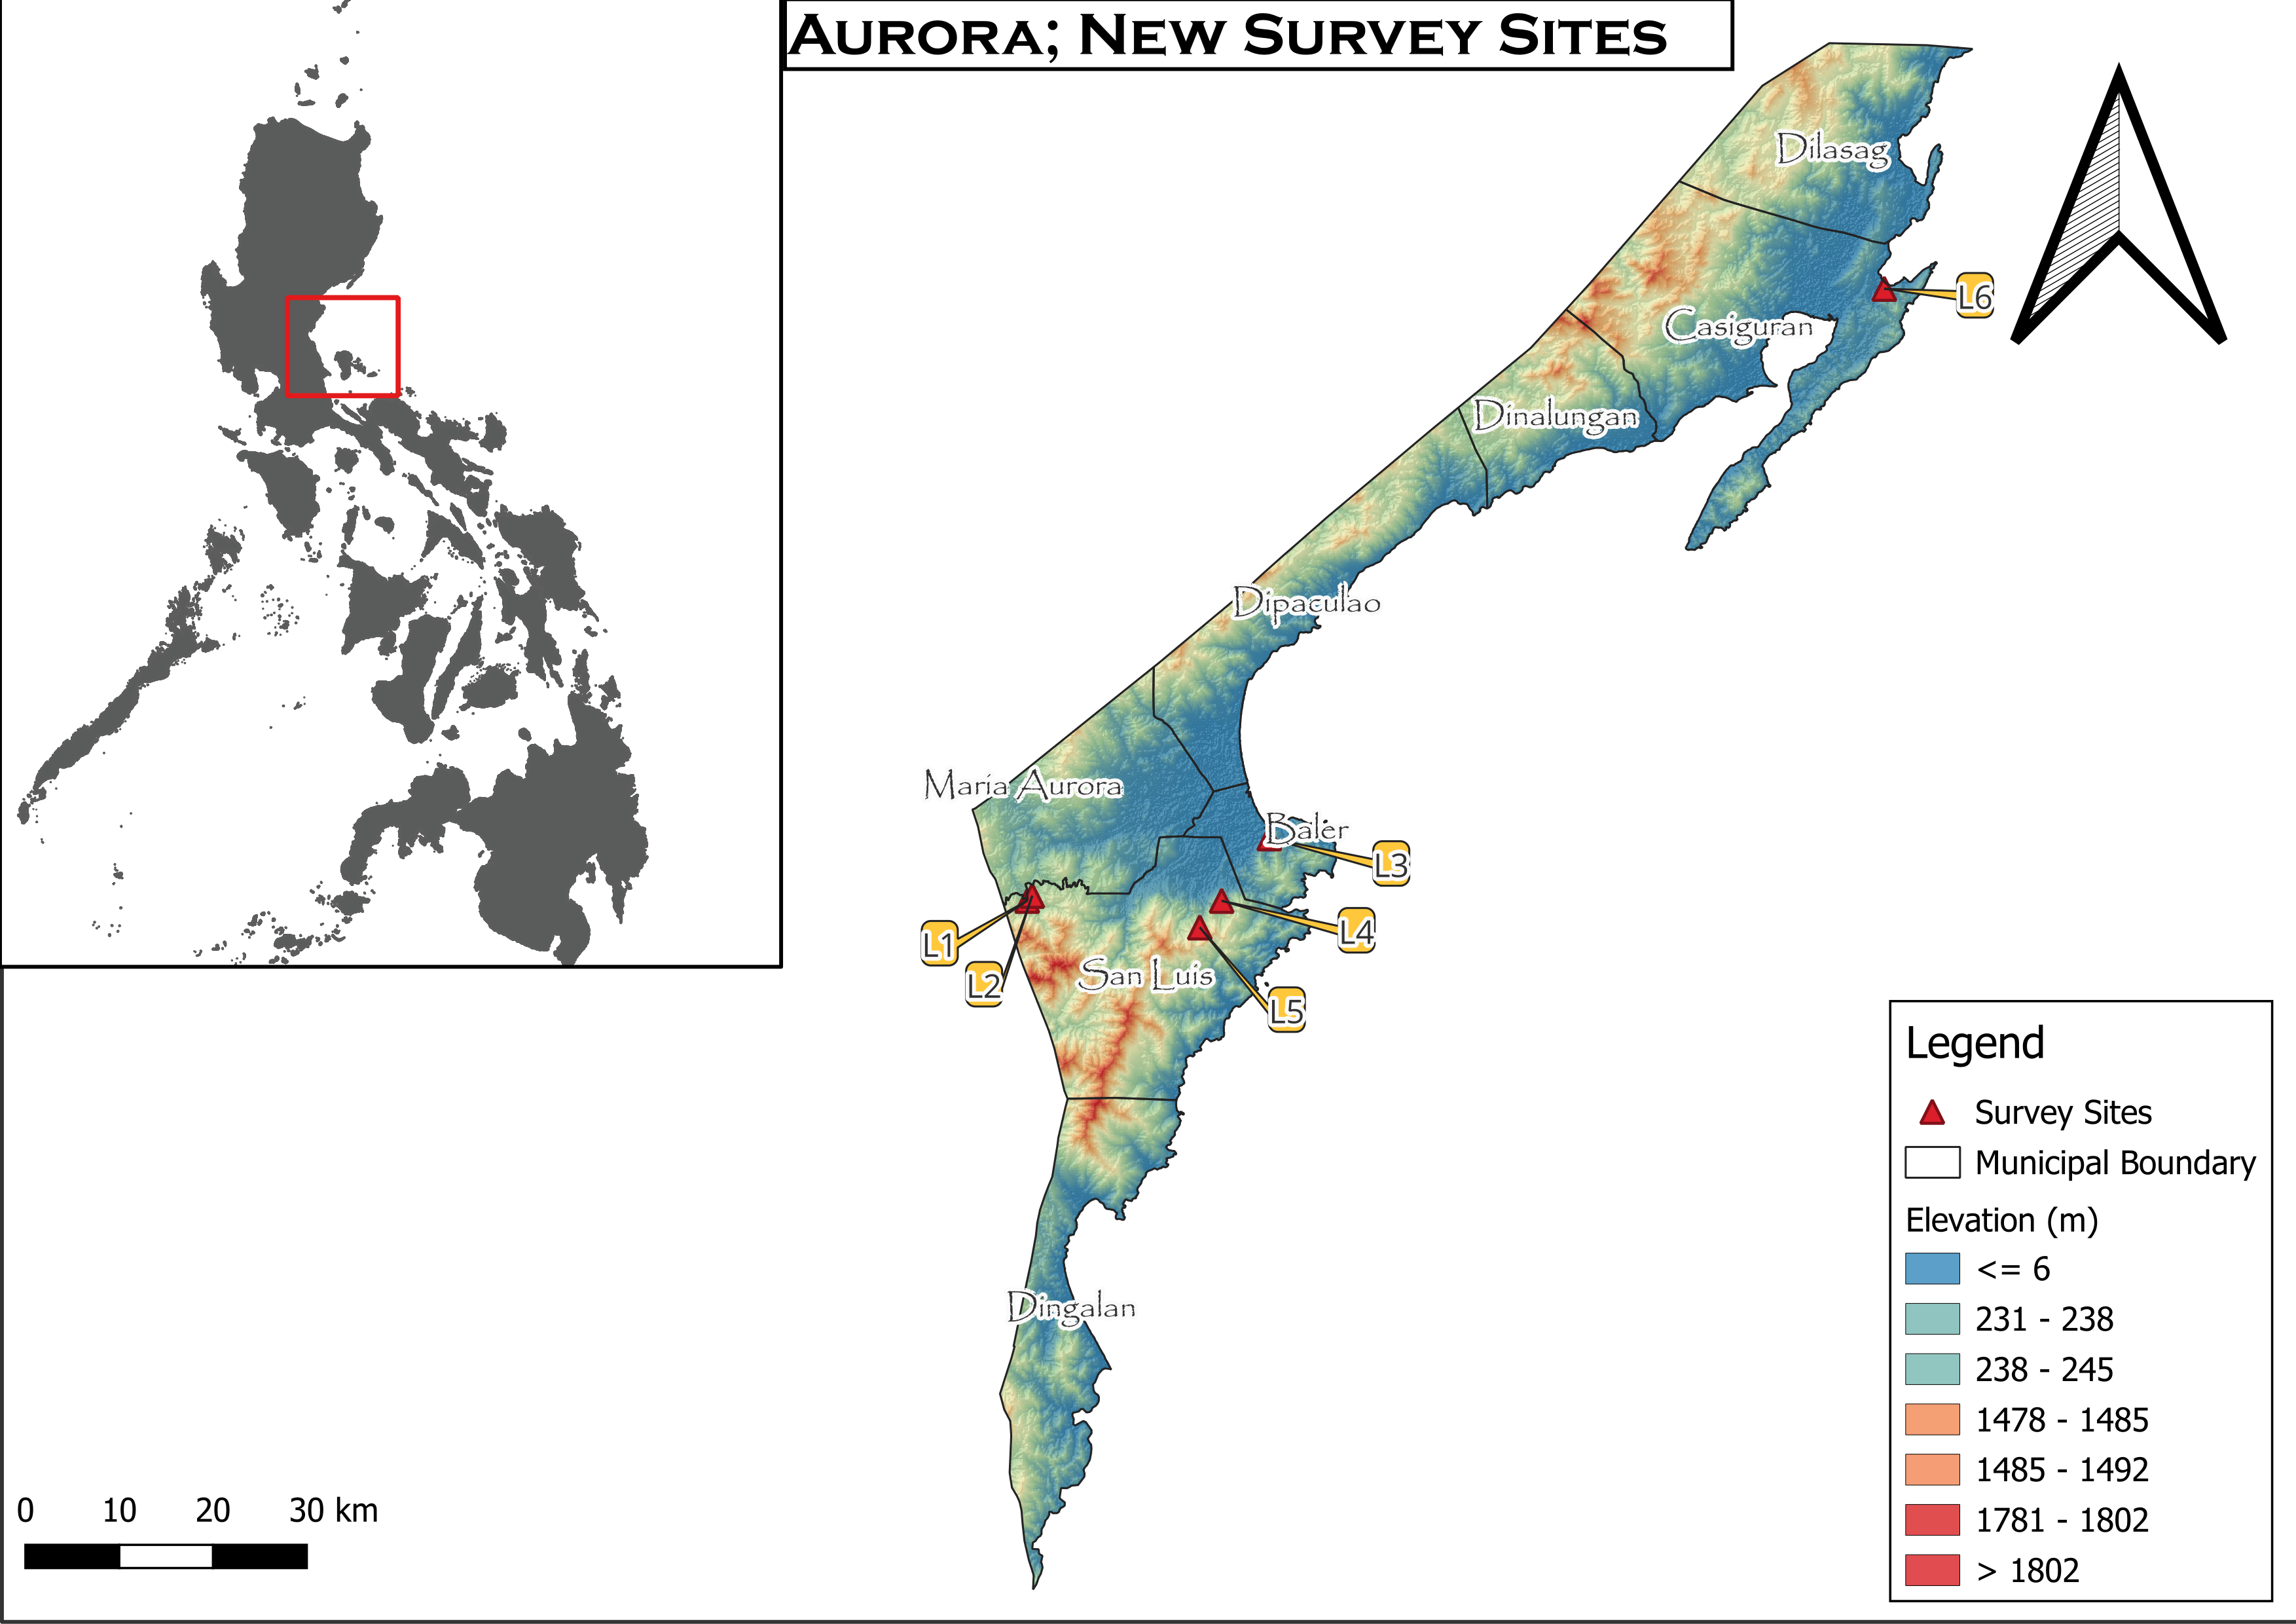 AURORA; NEW SURVEY SITES
Dilasag
L6
Casiguran
Dinalungan
Dipaculao
Maria Aurora
Baler
L3
L1
L4
L2
San Luis
L5
Dingalan
Legend
Survey Sites
Municipal Boundary
Elevation (m)
<= 6
231 - 238
238 - 245
1478 - 1485
1485 - 1492
1781 - 1802
> 1802
0 10 20 30 km